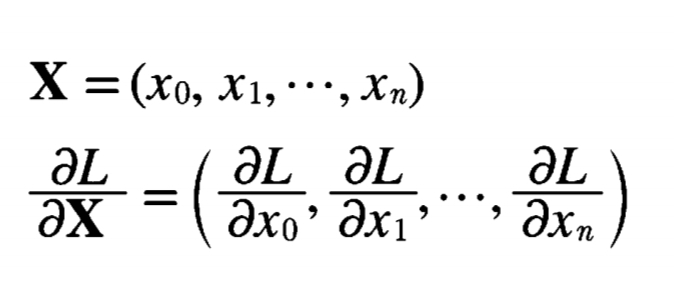 𝐗 = (x₀, x₁, ⋯, xₙ)
∂L/∂𝐗 = (∂L/∂x₀, ∂L/∂x₁, ⋯, ∂L/∂xₙ)